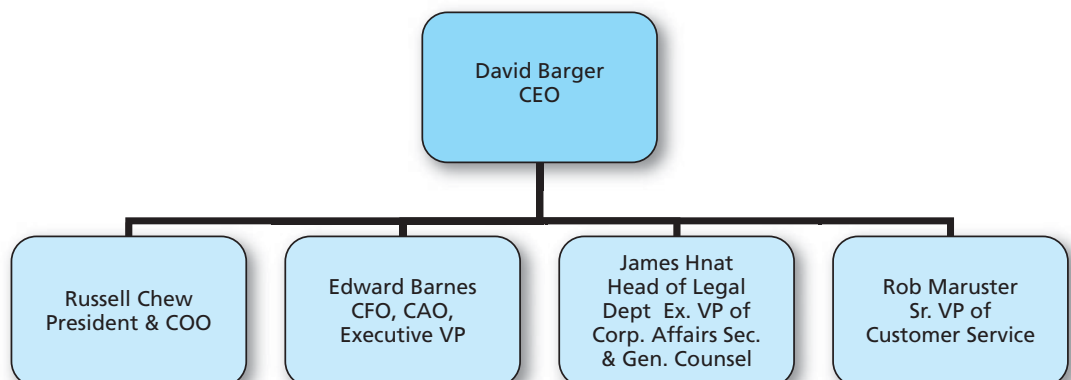 David Barger
CEO
Russell Chew
President & COO
Edward Barnes
CFO, CAO,
Executive VP
James Hnat
Head of Legal
Dept Ex. VP of
Corp. Affairs Sec.
& Gen. Counsel
Rob Maruster
Sr. VP of
Customer Service